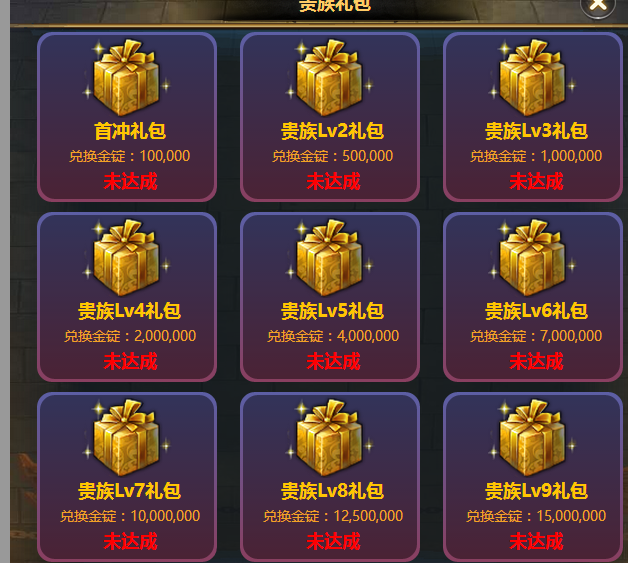 贵族礼包
首冲礼包
兑换金锭：100,000
未达成
贵族Lv2礼包
兑换金锭：500,000
未达成
贵族Lv3礼包
兑换金锭：1,000,000
未达成
贵族Lv4礼包
兑换金锭：2,000,000
未达成
贵族Lv5礼包
兑换金锭：4,000,000
未达成
贵族Lv6礼包
兑换金锭：7,000,000
未达成
贵族Lv7礼包
兑换金锭：10,000,000
未达成
贵族Lv8礼包
兑换金锭：12,500,000
未达成
贵族Lv9礼包
兑换金锭：15,000,000
未达成